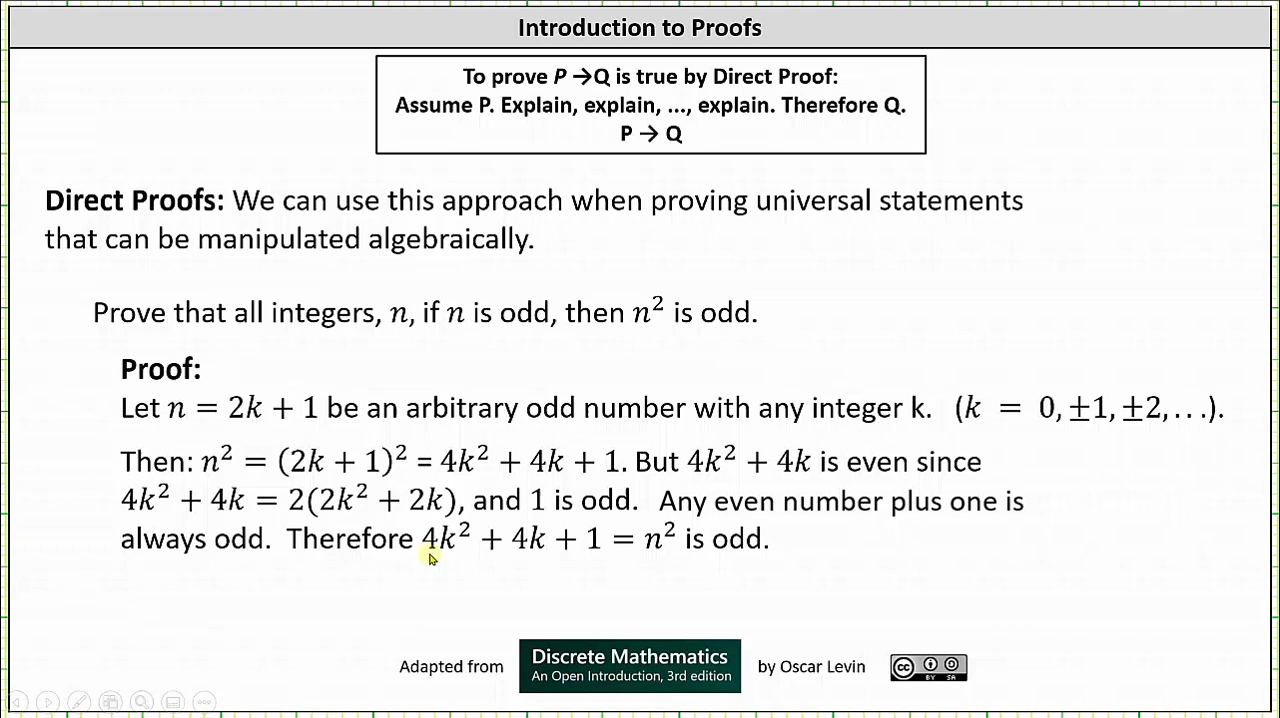 Introduction to Proofs
To prove P →Q is true by Direct Proof:
Assume P. Explain, explain, ..., explain. Therefore Q.
P → Q
Direct Proofs: We can use this approach when proving universal statements
that can be manipulated algebraically.
Prove that all integers, n, if n is odd, then n² is odd.
Proof:
Let n = 2k + 1 be an arbitrary odd number with any integer k. (k = 0, ±1, ±2, ...).
Then: n² = (2k + 1)² = 4k² + 4k + 1. But 4k² + 4k is even since
4k² + 4k = 2(2k² + 2k), and 1 is odd. Any even number plus one is
always odd. Therefore 4k² + 4k + 1 = n² is odd.
Adapted from Discrete Mathematics by Oscar Levin
An Open Introduction, 3rd edition
cc BY SA